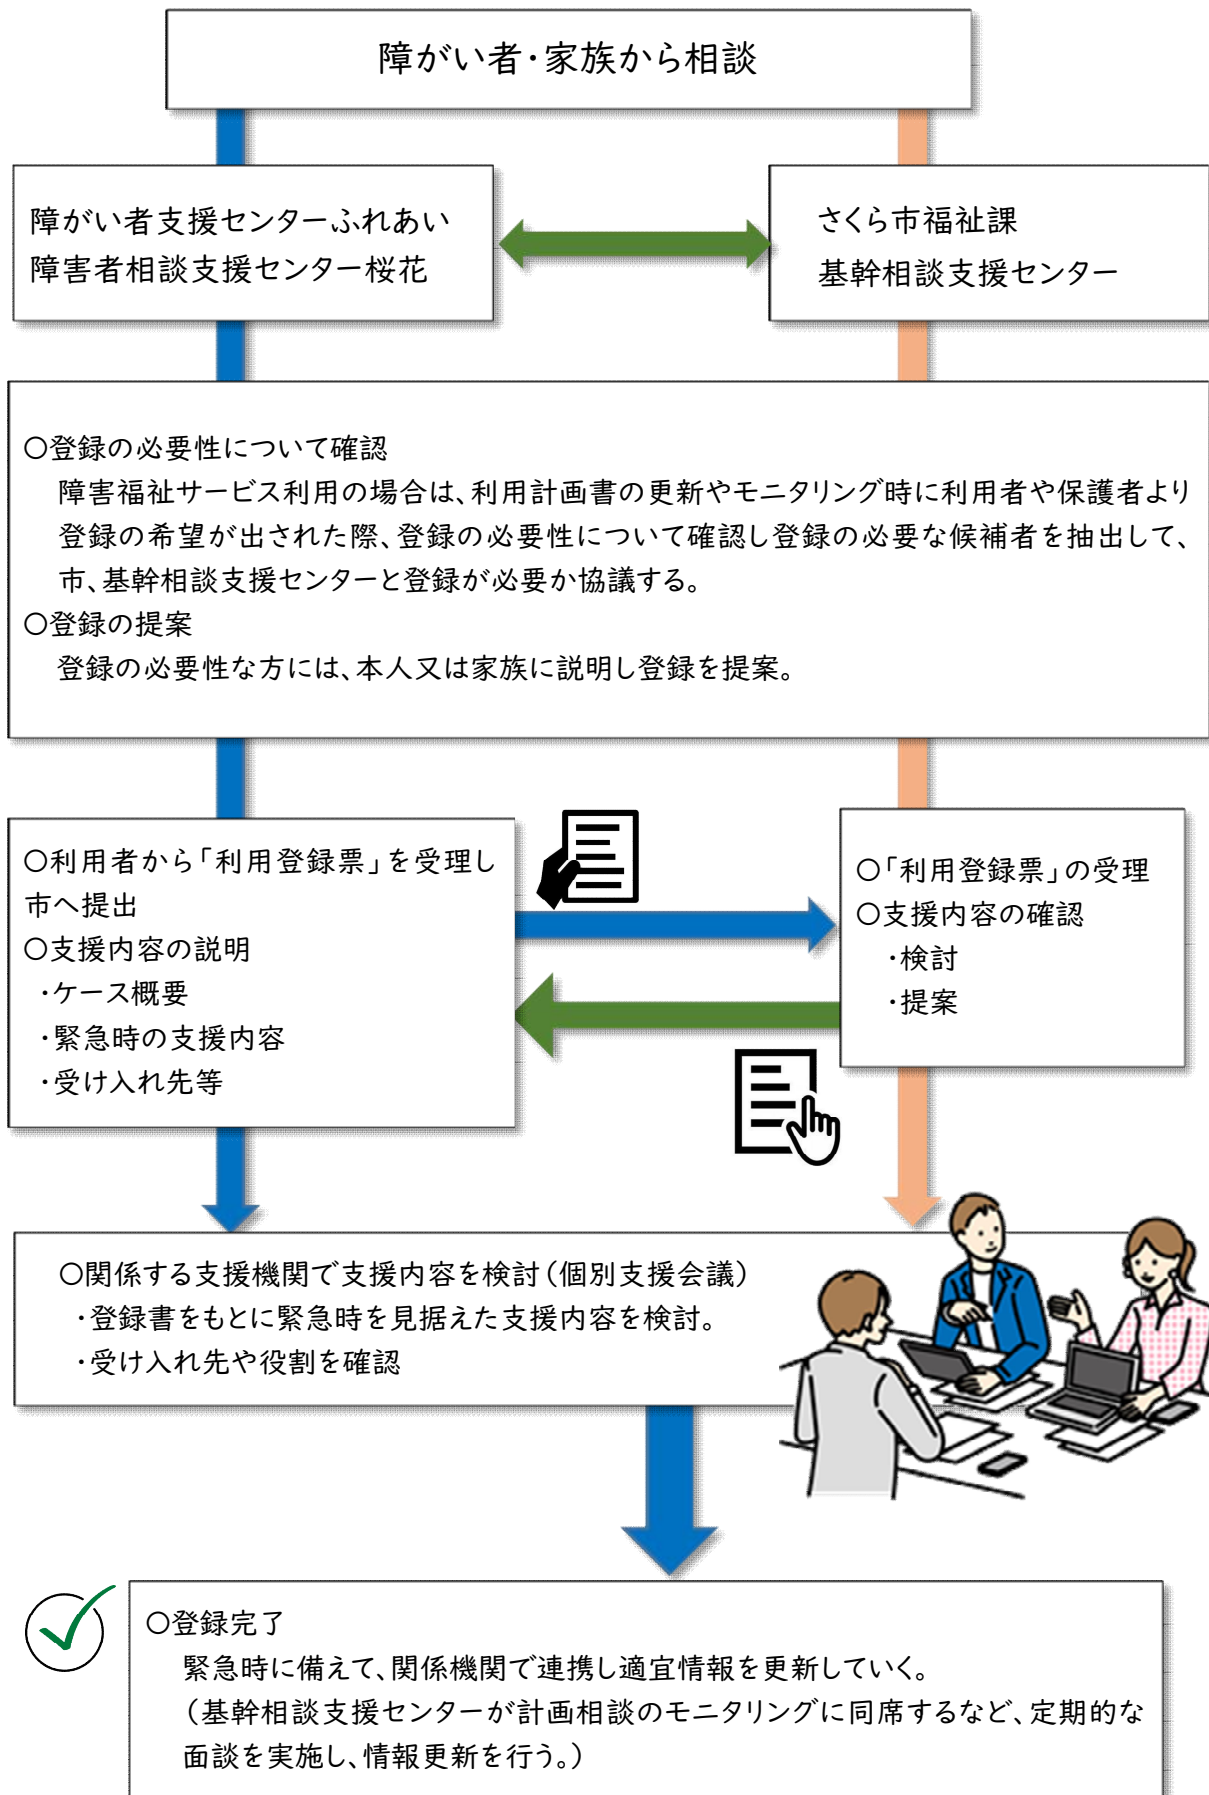 障がい者・家族から相談
障がい者支援センターふれあい
障害者相談支援センター桜花
さくら市福祉課
基幹相談支援センター
○登録の必要性について確認
障害福祉サービス利用の場合は、利用計画書の更新やモニタリング時に利用者や保護者より
登録の希望が出された際、登録の必要性について確認し登録の必要な候補者を抽出して、
市、基幹相談支援センターと登録が必要か協議する。
○登録の提案
登録の必要性な方には、本人又は家族に説明し登録を提案。
○利用者から「利用登録票」を受理し
市へ提出
○支援内容の説明
・ケース概要
・緊急時の支援内容
・受け入れ先等
○「利用登録票」の受理
○支援内容の確認
・検討
・提案
○関係する支援機関で支援内容を検討（個別支援会議）
・登録書をもとに緊急時を見据えた支援内容を検討。
・受け入れ先や役割を確認
○登録完了
緊急時に備えて、関係機関で連携し適宜情報を更新していく。
（基幹相談支援センターが計画相談のモニタリングに同席するなど、定期的な
面談を実施し、情報更新を行う。）